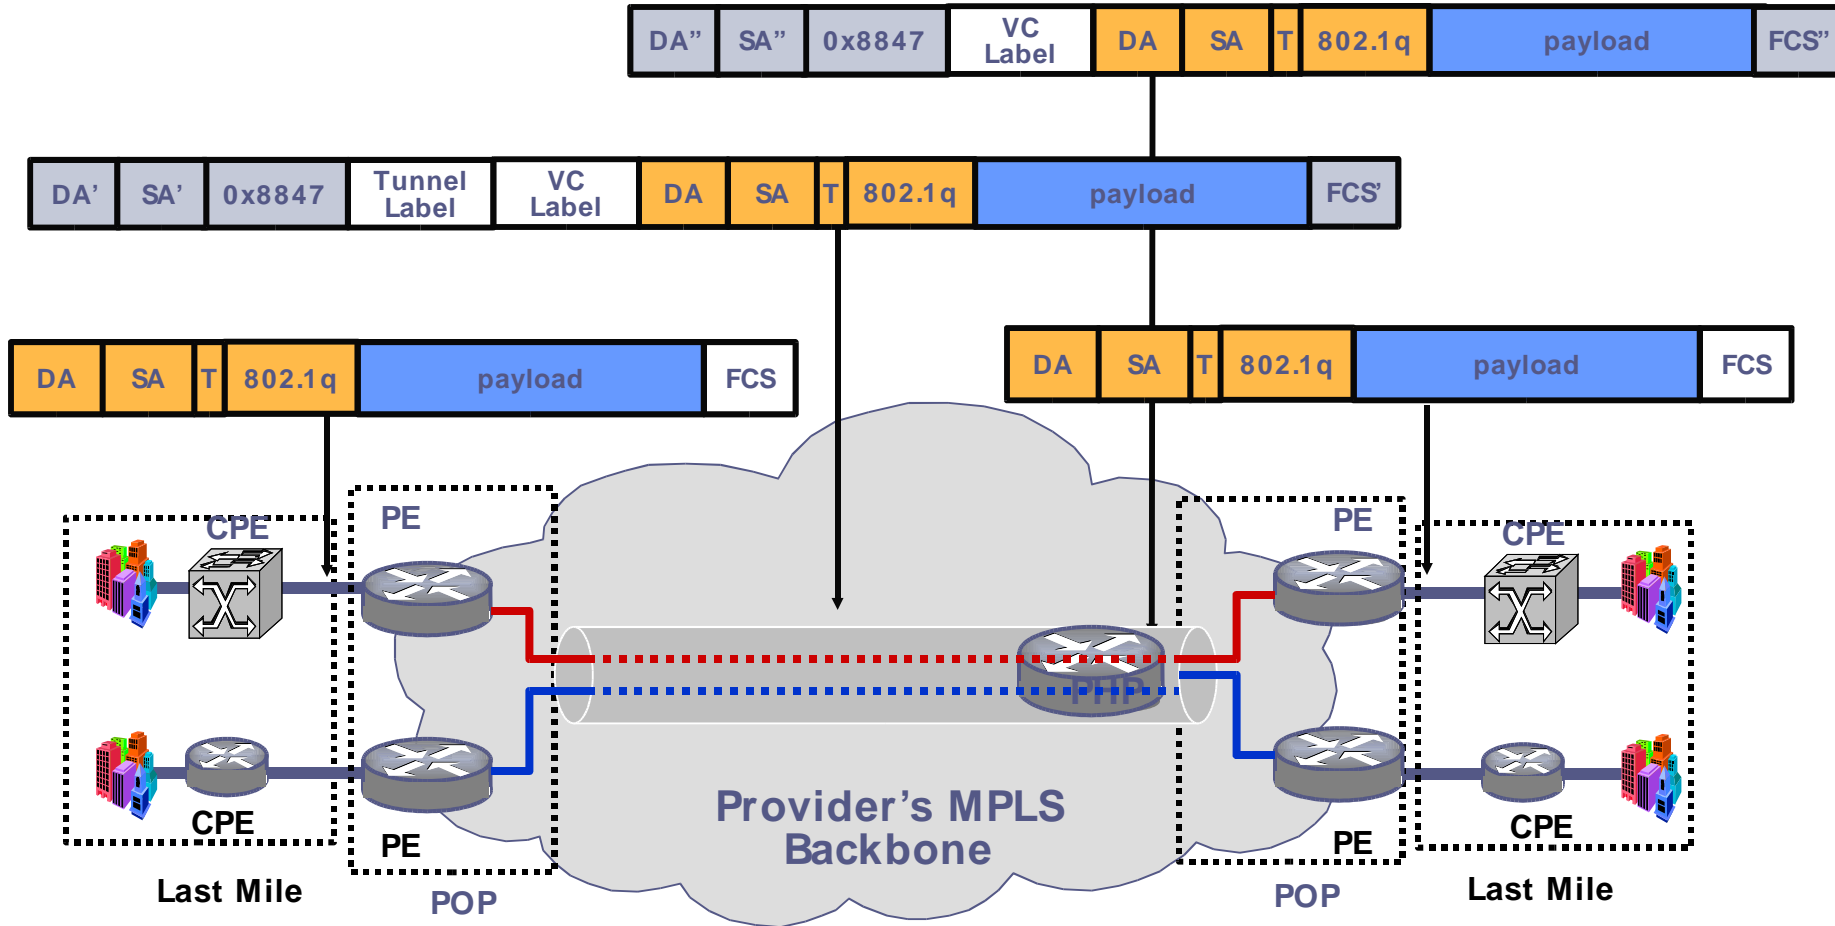 DA” SA” 0x8847 VC Label DA SA T 802.1q payload FCS”
DA’ SA’ 0x8847 Tunnel Label VC Label DA SA T 802.1q payload FCS’
DA SA T 802.1q payload FCS
DA SA T 802.1q payload FCS
CPE
PE
PE
CPE
PHP
CPE
PE
Provider’s MPLS
Backbone
PE
CPE
Last Mile
POP
POP
Last Mile